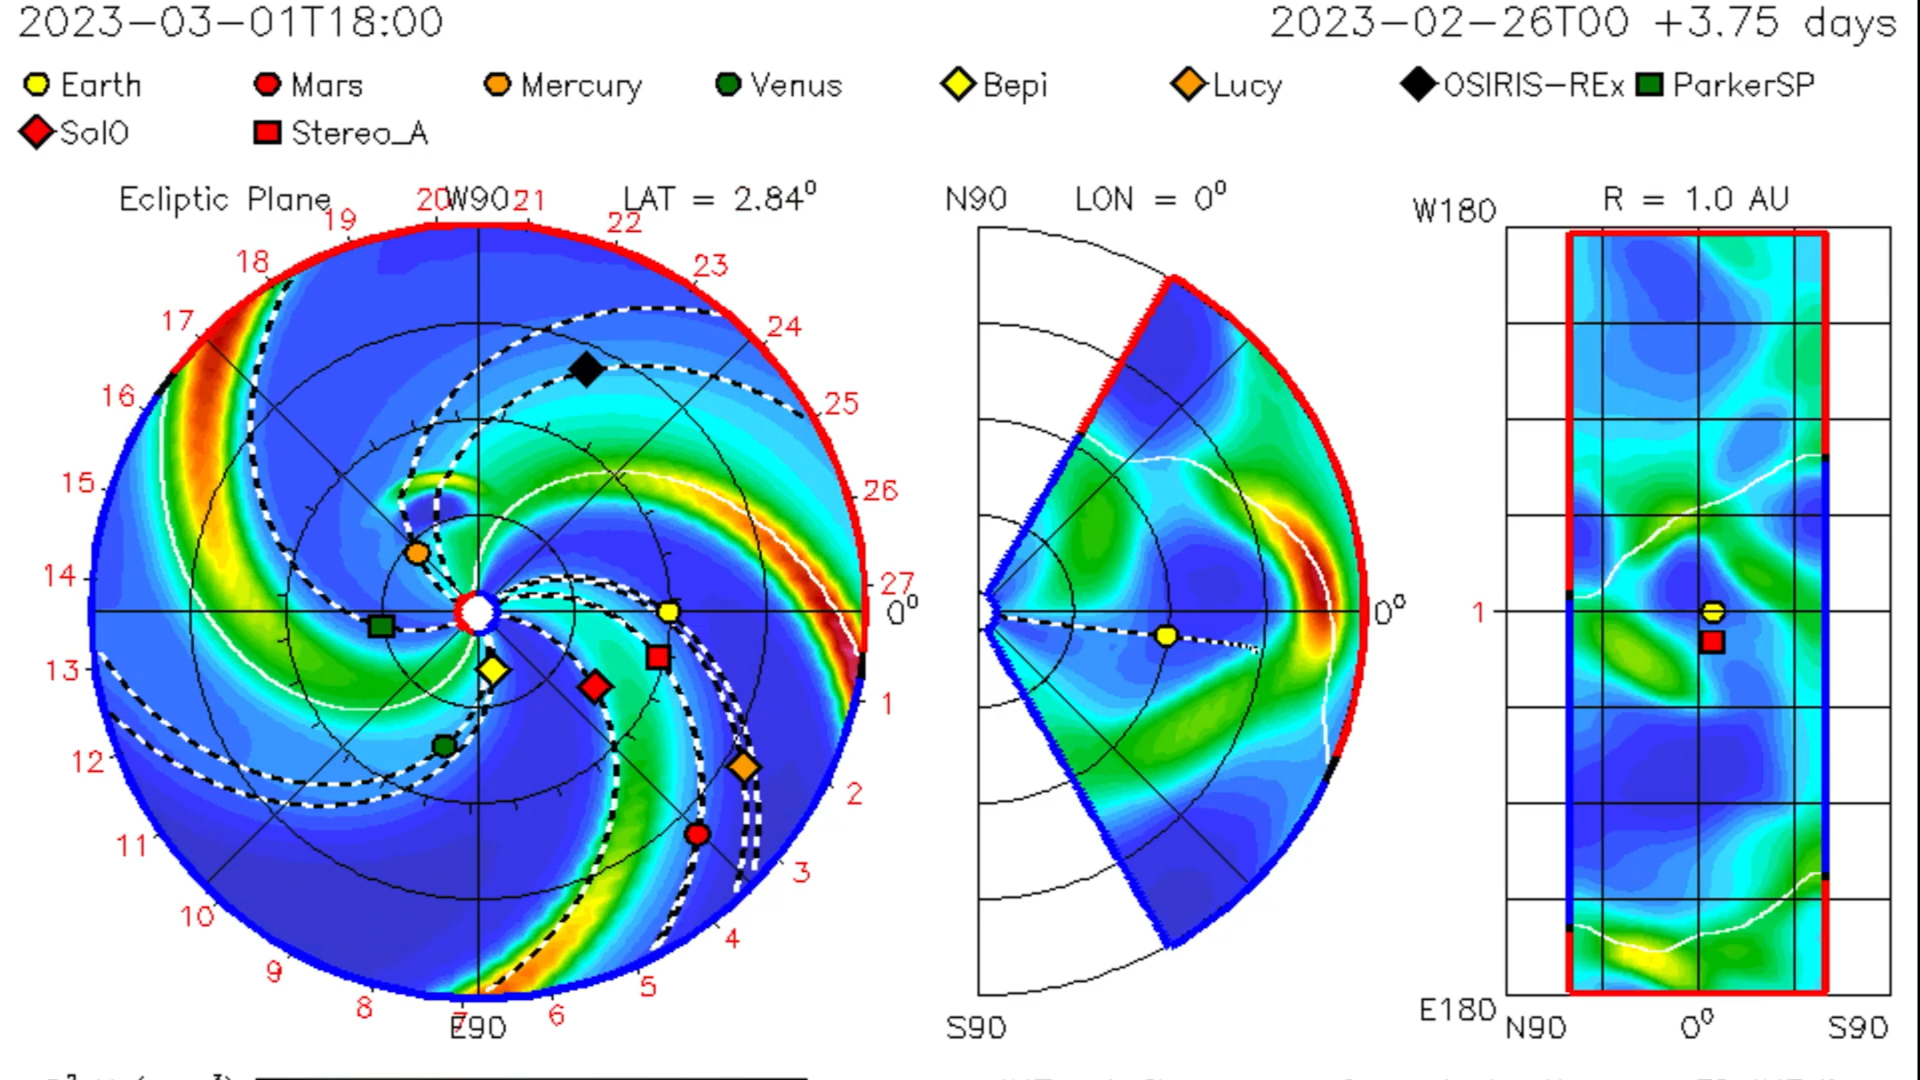 2023-03-01T18:00 2023-02-26T00 +3.75 days
Earth Mars Mercury Venus Bepi Lucy OSIRIS-REx ParkerSP
SolO Stereo_A
Ecliptic Plane W90 LAT = 2.84° N90 LON = 0° W180 R = 1.0 AU
20 21
19 22
18 23
17 24
16 25
15 26
14 27
0° 0° 1
13 1
12 2
11 3
10 4
9 5
8 7 6
E90 S90 E180 N90 0° S90